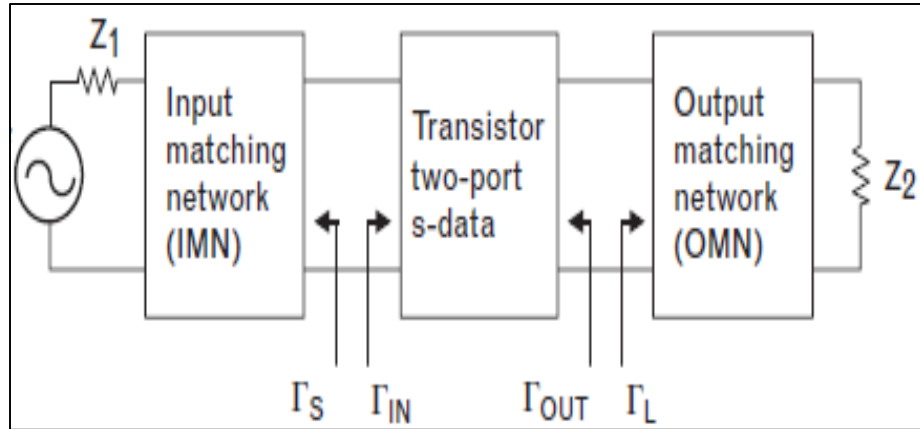 Z1
Input
matching
network
(IMN)
Transistor
two-port
s-data
Output
matching
network
(OMN)
Z2
ΓS
ΓIN
ΓOUT
ΓL